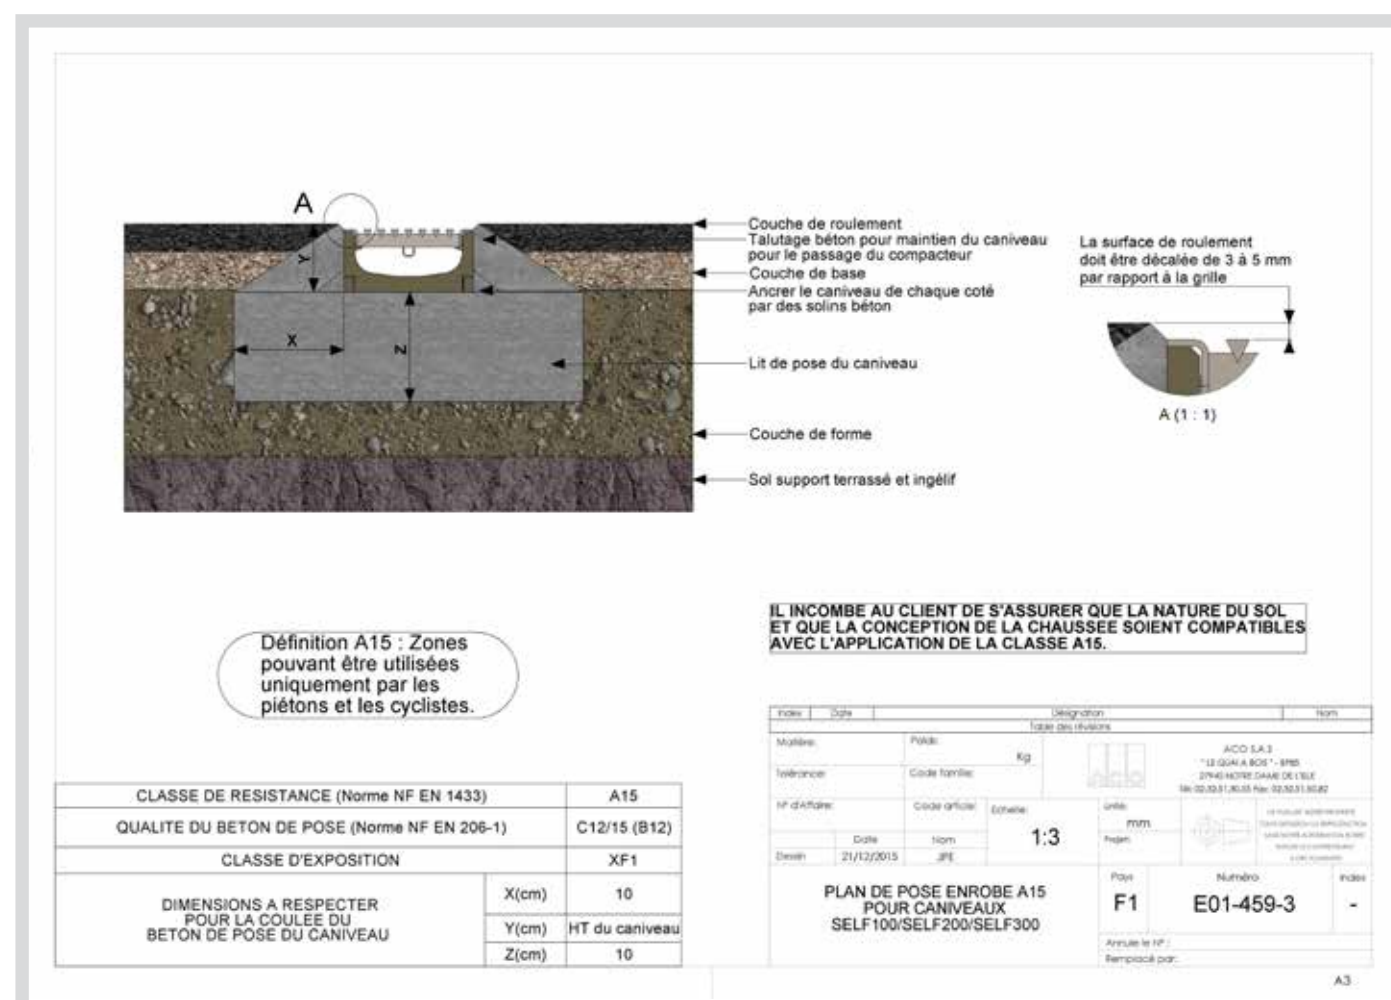 A
Y
X
Z
Couche de roulement
Talutage béton pour maintien du caniveau
pour le passage du compacteur
Couche de base
Ancrer le caniveau de chaque coté
par des solins béton
Lit de pose du caniveau
Couche de forme
Sol support terrassé et ingélif
La surface de roulement
doit être décalée de 3 à 5 mm
par rapport à la grille
A (1 : 1)
Définition A15 : Zones
pouvant être utilisées
uniquement par les
piétons et les cyclistes.
IL INCOMBE AU CLIENT DE S'ASSURER QUE LA NATURE DU SOL
ET QUE LA CONCEPTION DE LA CHAUSSEE SOIENT COMPATIBLES
AVEC L'APPLICATION DE LA CLASSE A15.
CLASSE DE RESISTANCE (Norme NF EN 1433) A15
QUALITE DU BETON DE POSE (Norme NF EN 206-1) C12/15 (B12)
CLASSE D'EXPOSITION XF1
DIMENSIONS A RESPECTER
POUR LA COULEE DU
BETON DE POSE DU CANIVEAU
X(cm) 10
Y(cm) HT du caniveau
Z(cm) 10
Index Date Désignation Nom
Table des révisions
Matière: Poids: Kg
ACO
ACO S.A.S
27940 NOTRE DAME DE L'ISLE
Tolérance: Code famille:
N° d'Affaire: Code article: Echelle: 1:3
Unité: mm
Projet:
Date Nom
Dessin 21/12/2015 JPE
PLAN DE POSE ENROBE A15
POUR CANIVEAUX
SELF100/SELF200/SELF300
Pays Numéro Index
F1 E01-459-3 -
Annule le N° :
Remplacé par:
A3